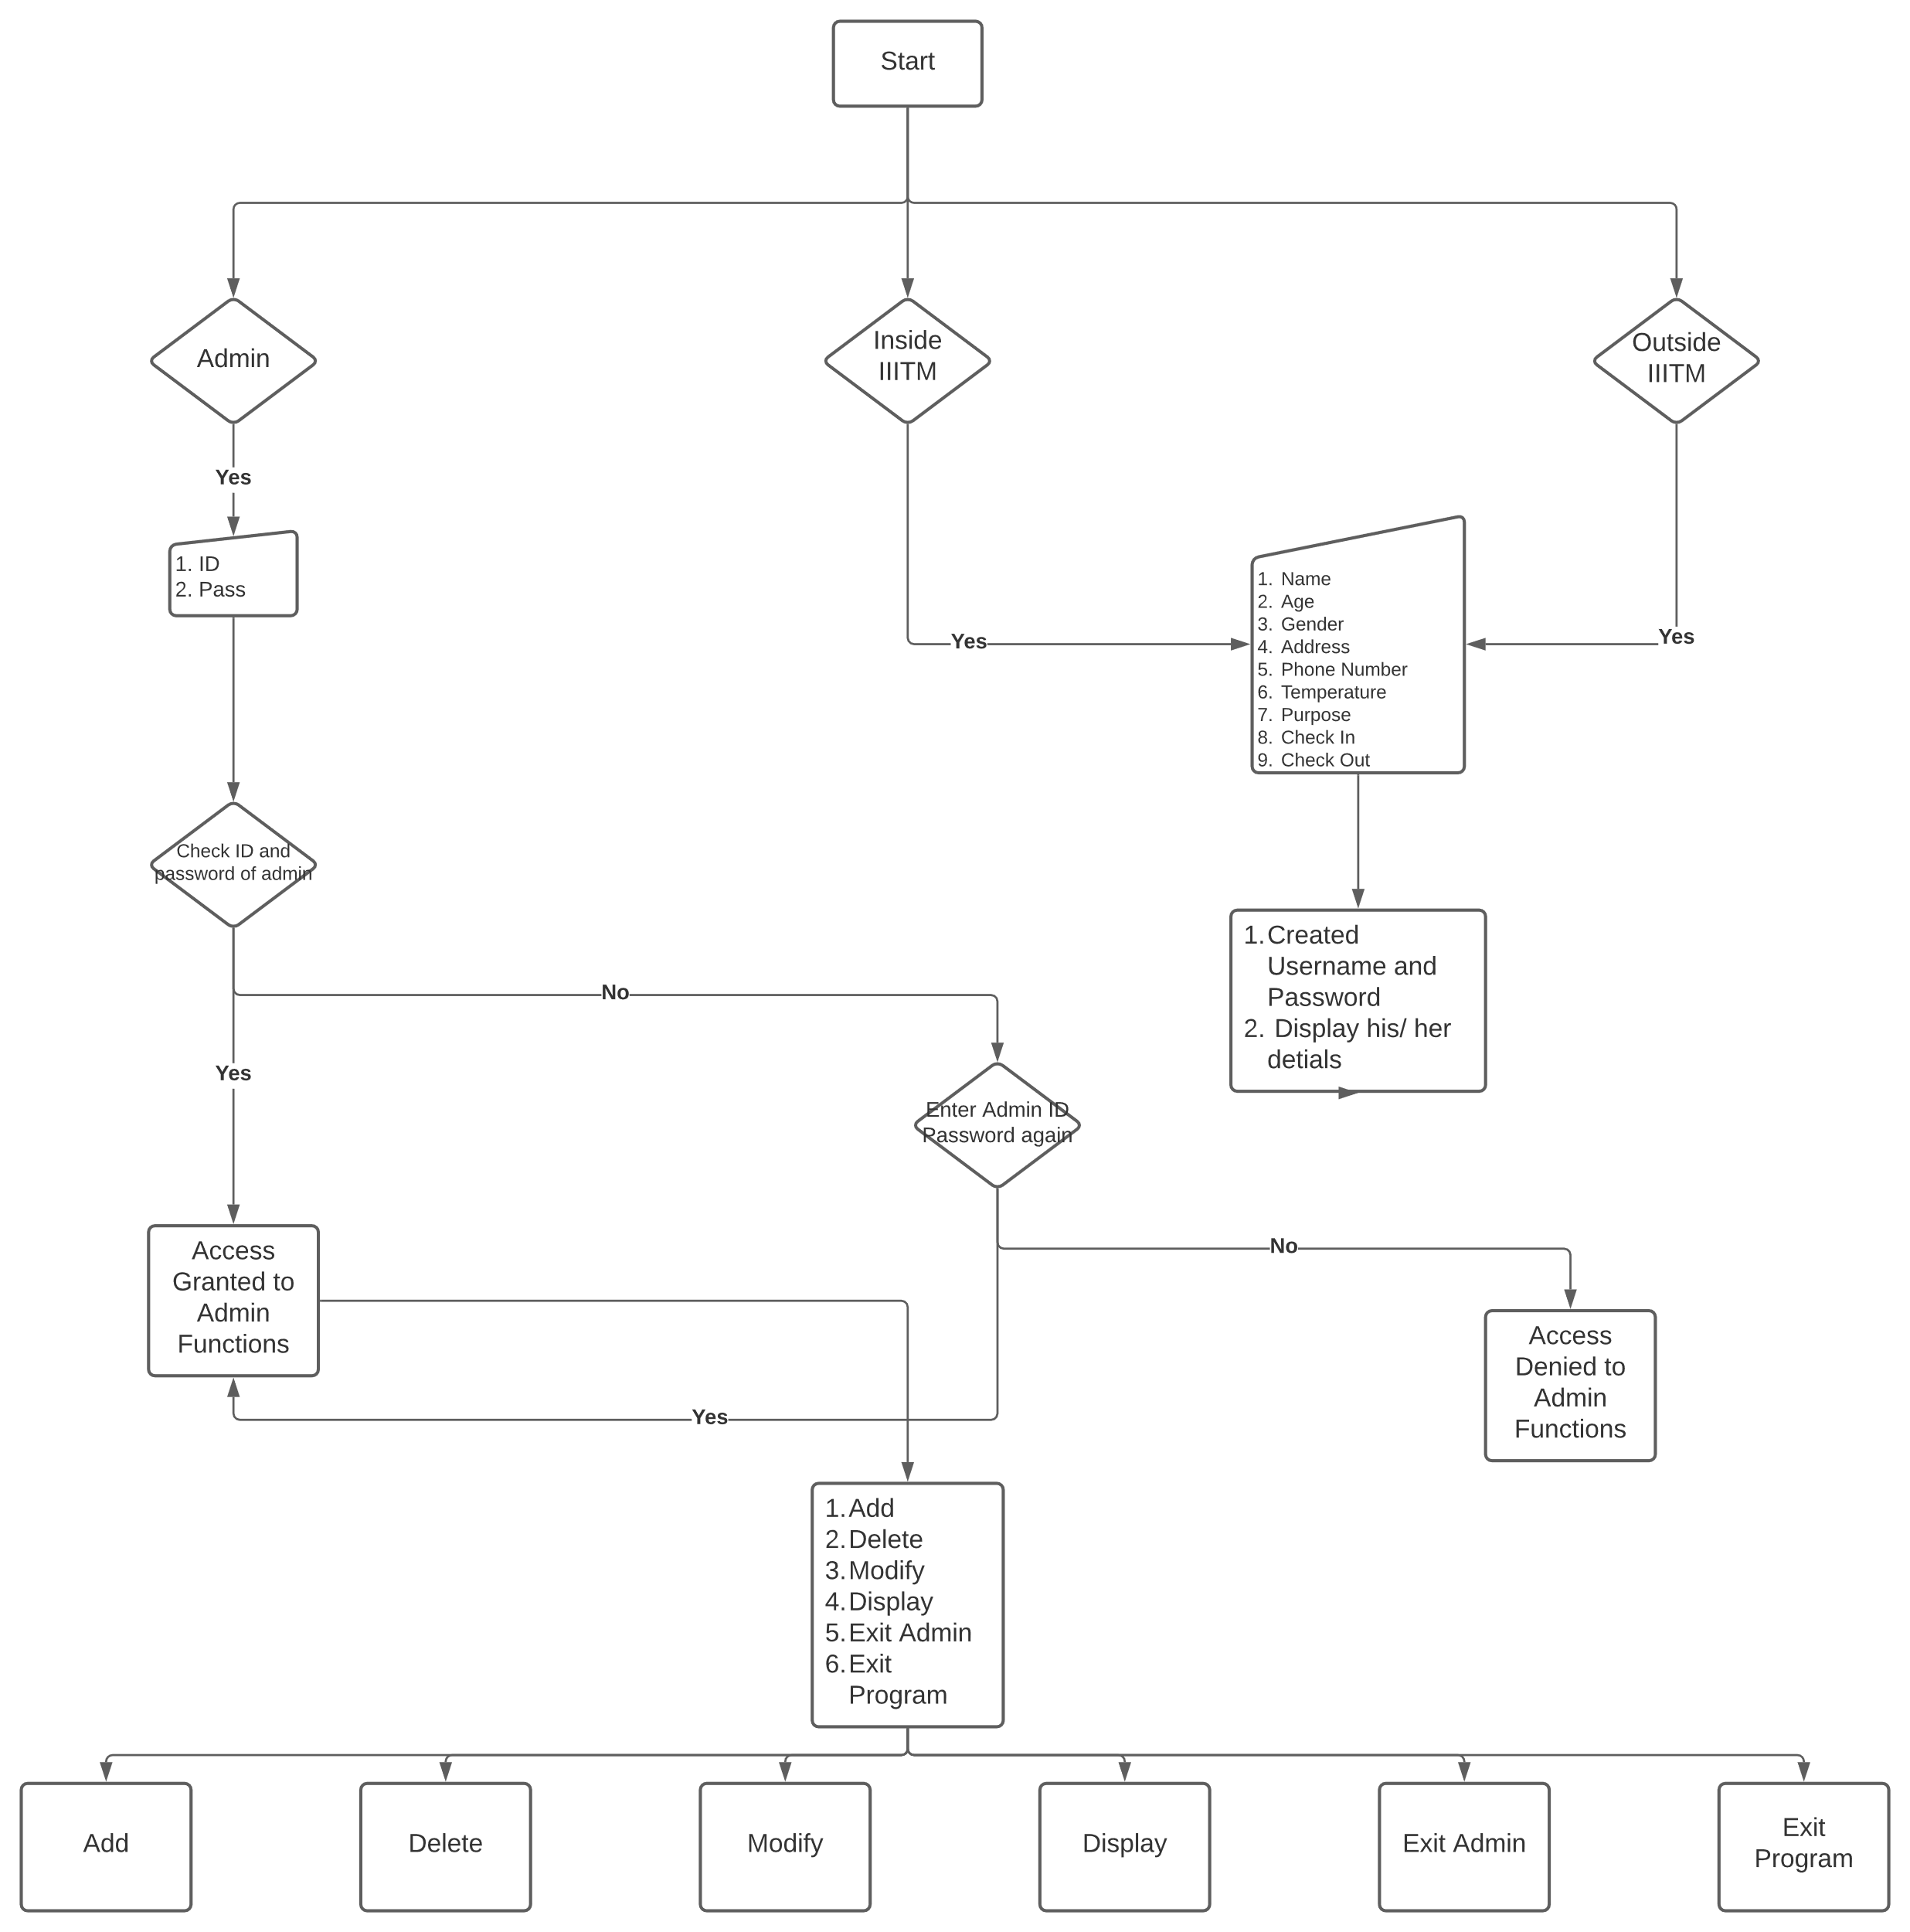 Start
Admin
Inside
IIITM
Outside
IIITM
Yes
1. ID
2. Pass
Yes
Yes
1. Name
2. Age
3. Gender
4. Address
5. Phone Number
6. Temperature
7. Purpose
8. Check In
9. Check Out
Check ID and
password of admin
1. Created
Username and
Password
2. Display his/ her
detials
No
Yes
Enter Admin ID
Password again
Access
Granted to
Admin
Functions
No
Access
Denied to
Admin
Functions
Yes
1. Add
2. Delete
3. Modify
4. Display
5. Exit Admin
6. Exit
Program
Add
Delete
Modify
Display
Exit Admin
Exit
Program